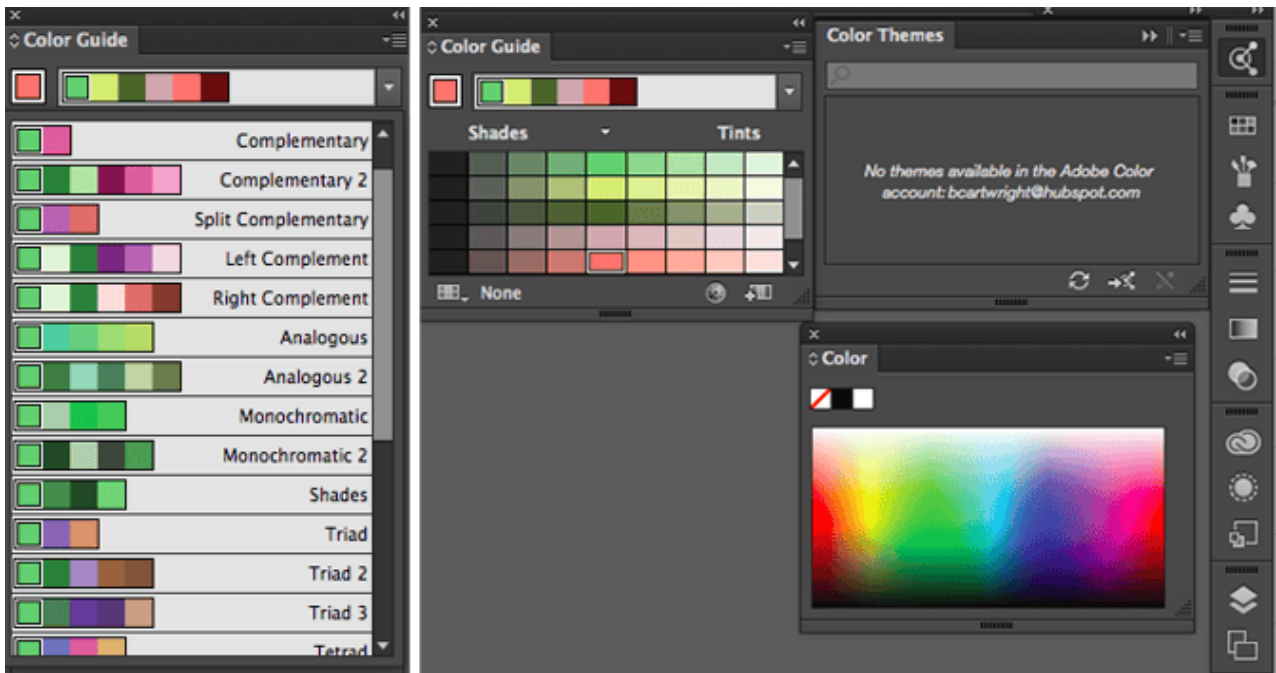 Color Guide
Complementary
Complementary 2
Split Complementary
Left Complement
Right Complement
Analogous
Analogous 2
Monochromatic
Monochromatic 2
Shades
Triad
Triad 2
Triad 3
Tetrad
Color Guide
Shades Tints
None
Color Themes
No themes available in the Adobe Color
account: bcartwright@hubspot.com
Color